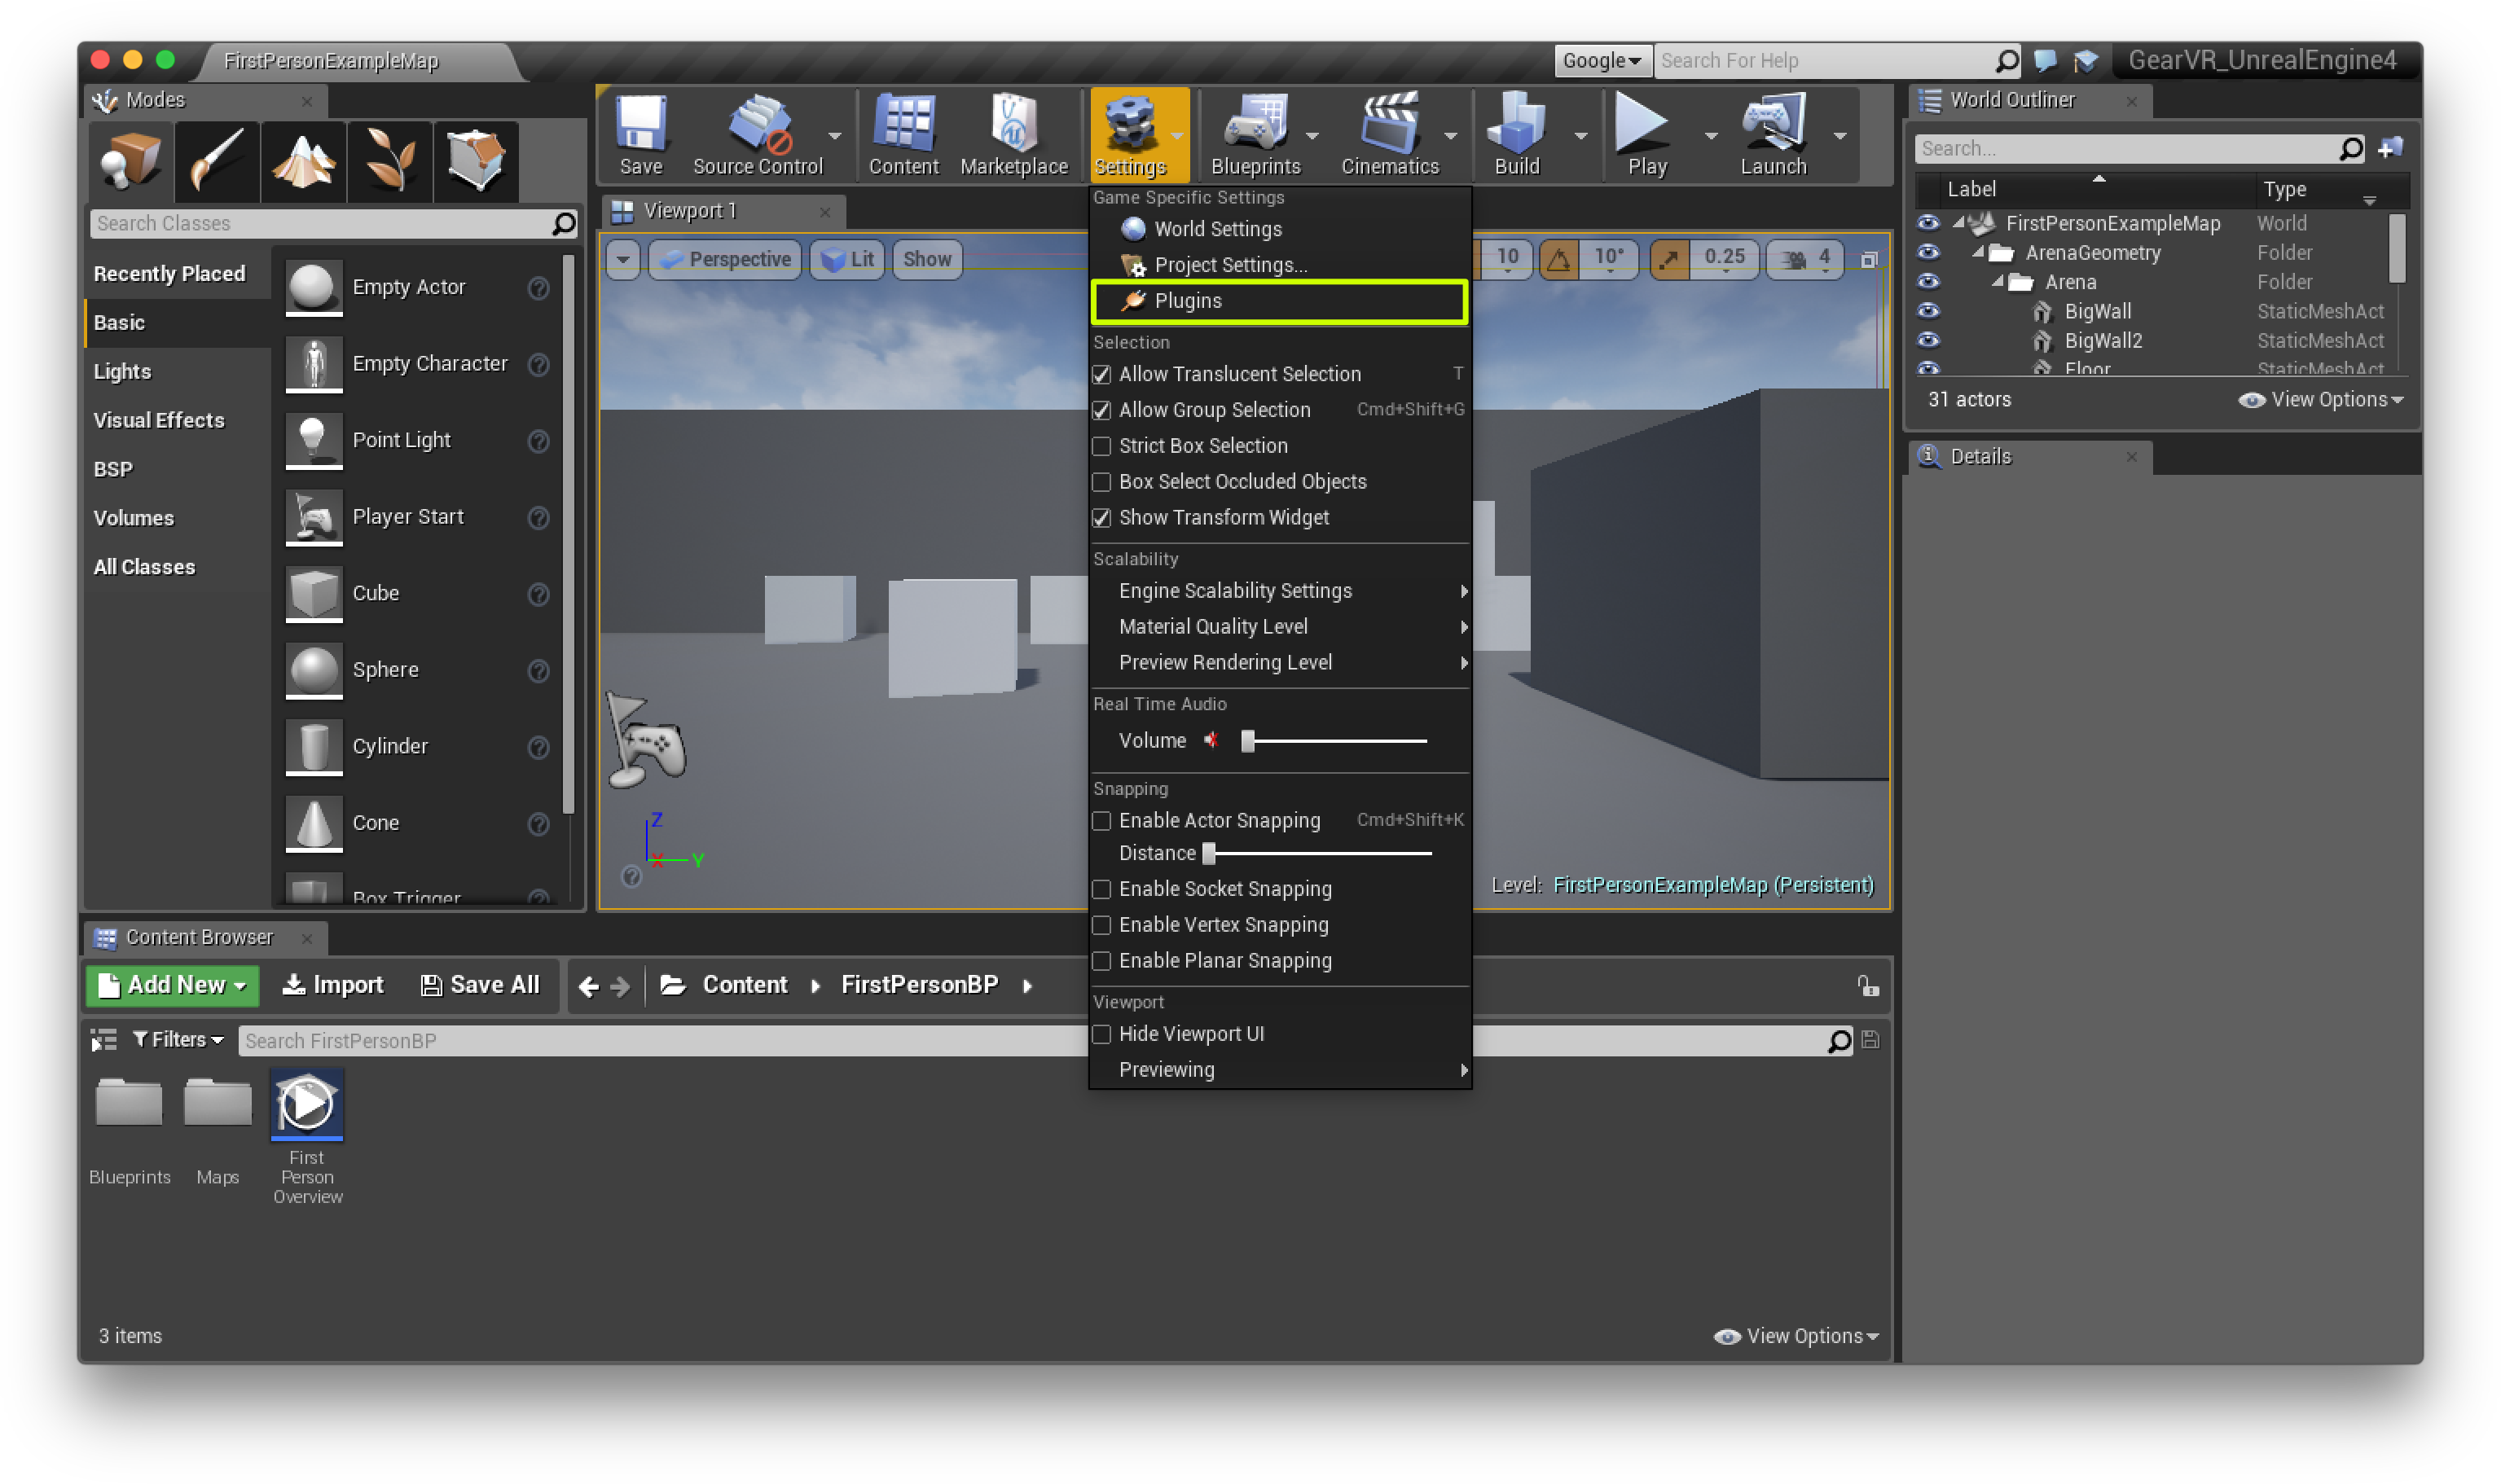 FirstPersonExampleMap
Google
Search For Help
GearVR_UnrealEngine4
Modes
Search Classes
Recently Placed
Basic
Lights
Visual Effects
BSP
Volumes
All Classes
Empty Actor
Empty Character
Point Light
Player Start
Cube
Sphere
Cylinder
Cone
Box Trigger
Save
Source Control
Content
Marketplace
Settings
Blueprints
Cinematics
Build
Play
Launch
Viewport 1
Perspective
Lit
Show
10
10°
0.25
4
Game Specific Settings
World Settings
Project Settings...
Plugins
Selection
Allow Translucent Selection T
Allow Group Selection Cmd+Shift+G
Strict Box Selection
Box Select Occluded Objects
Show Transform Widget
Scalability
Engine Scalability Settings
Material Quality Level
Preview Rendering Level
Real Time Audio
Volume
Snapping
Enable Actor Snapping Cmd+Shift+K
Distance
Enable Socket Snapping
Enable Vertex Snapping
Enable Planar Snapping
Viewport
Hide Viewport UI
Previewing
Z
X
Y
Level: FirstPersonExampleMap (Persistent)
World Outliner
Search...
Label Type
FirstPersonExampleMap World
ArenaGeometry Folder
Arena Folder
BigWall StaticMeshAct
BigWall2 StaticMeshAct
Floor StaticMeshAct
31 actors
View Options
Details
Content Browser
Add New
Import
Save All
Content
FirstPersonBP
Filters
Search FirstPersonBP
Blueprints
Maps
First
Person
Overview
3 items
View Options